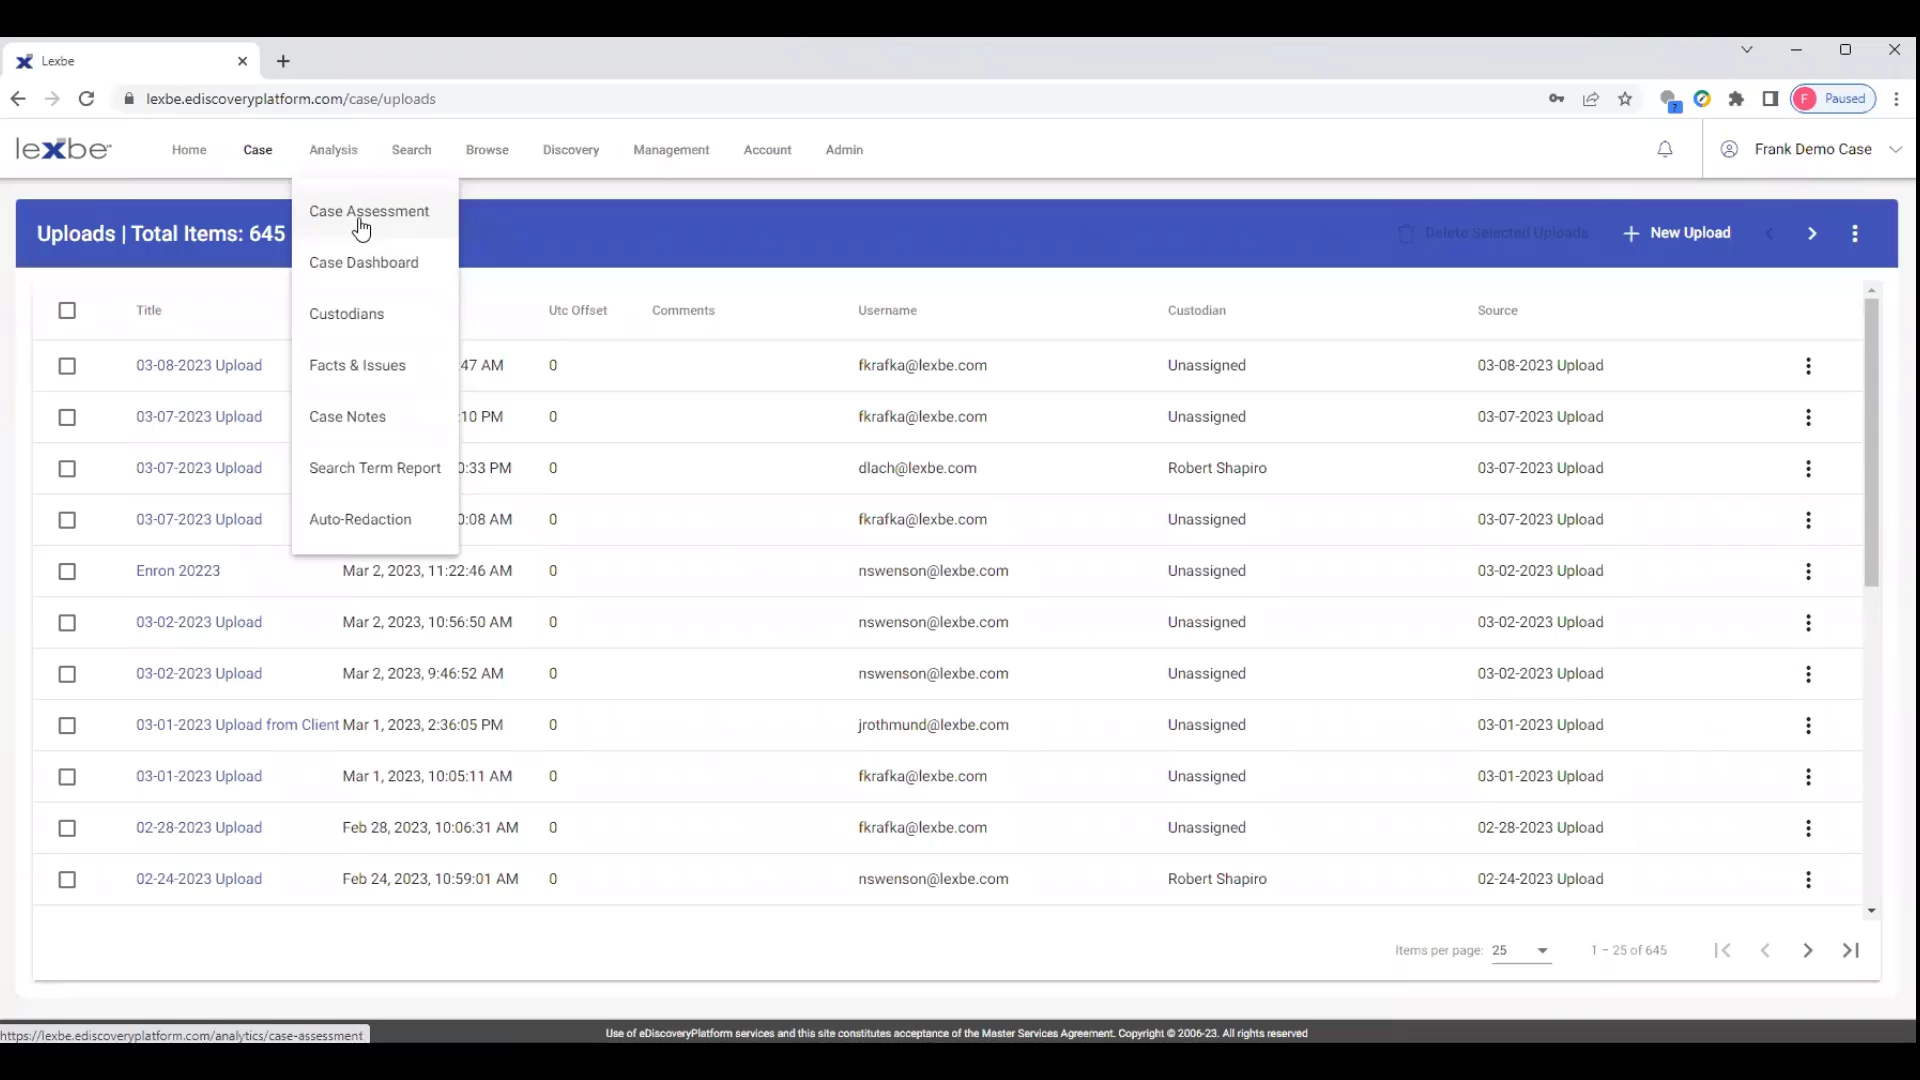 Lexbe
lexbe.ediscoveryplatform.com/case/uploads
F Paused
lexbe
Home Case Analysis Search Browse Discovery Management Account Admin
Frank Demo Case
Uploads | Total Items: 645
Delete Selected Uploads
New Upload
Case Assessment
Case Dashboard
Custodians
Facts & Issues
Case Notes
Search Term Report
Auto-Redaction
Title Utc Offset Comments Username Custodian Source
03-08-2023 Upload :47 AM 0 fkrafka@lexbe.com Unassigned 03-08-2023 Upload
03-07-2023 Upload :10 PM 0 fkrafka@lexbe.com Unassigned 03-07-2023 Upload
03-07-2023 Upload 0:33 PM 0 dlach@lexbe.com Robert Shapiro 03-07-2023 Upload
03-07-2023 Upload 0:08 AM 0 fkrafka@lexbe.com Unassigned 03-07-2023 Upload
Enron 20223 Mar 2, 2023, 11:22:46 AM 0 nswenson@lexbe.com Unassigned 03-02-2023 Upload
03-02-2023 Upload Mar 2, 2023, 10:56:50 AM 0 nswenson@lexbe.com Unassigned 03-02-2023 Upload
03-02-2023 Upload Mar 2, 2023, 9:46:52 AM 0 nswenson@lexbe.com Unassigned 03-02-2023 Upload
03-01-2023 Upload from Client Mar 1, 2023, 2:36:05 PM 0 jrothmund@lexbe.com Unassigned 03-01-2023 Upload
03-01-2023 Upload Mar 1, 2023, 10:05:11 AM 0 fkrafka@lexbe.com Unassigned 03-01-2023 Upload
02-28-2023 Upload Feb 28, 2023, 10:06:31 AM 0 fkrafka@lexbe.com Unassigned 02-28-2023 Upload
02-24-2023 Upload Feb 24, 2023, 10:59:01 AM 0 nswenson@lexbe.com Robert Shapiro 02-24-2023 Upload
Items per page: 25 1 – 25 of 645
https://lexbe.ediscoveryplatform.com/analytics/case-assessment
Use of eDiscoveryPlatform services and this site constitutes acceptance of the Master Services Agreement. Copyright © 2006-23. All rights reserved